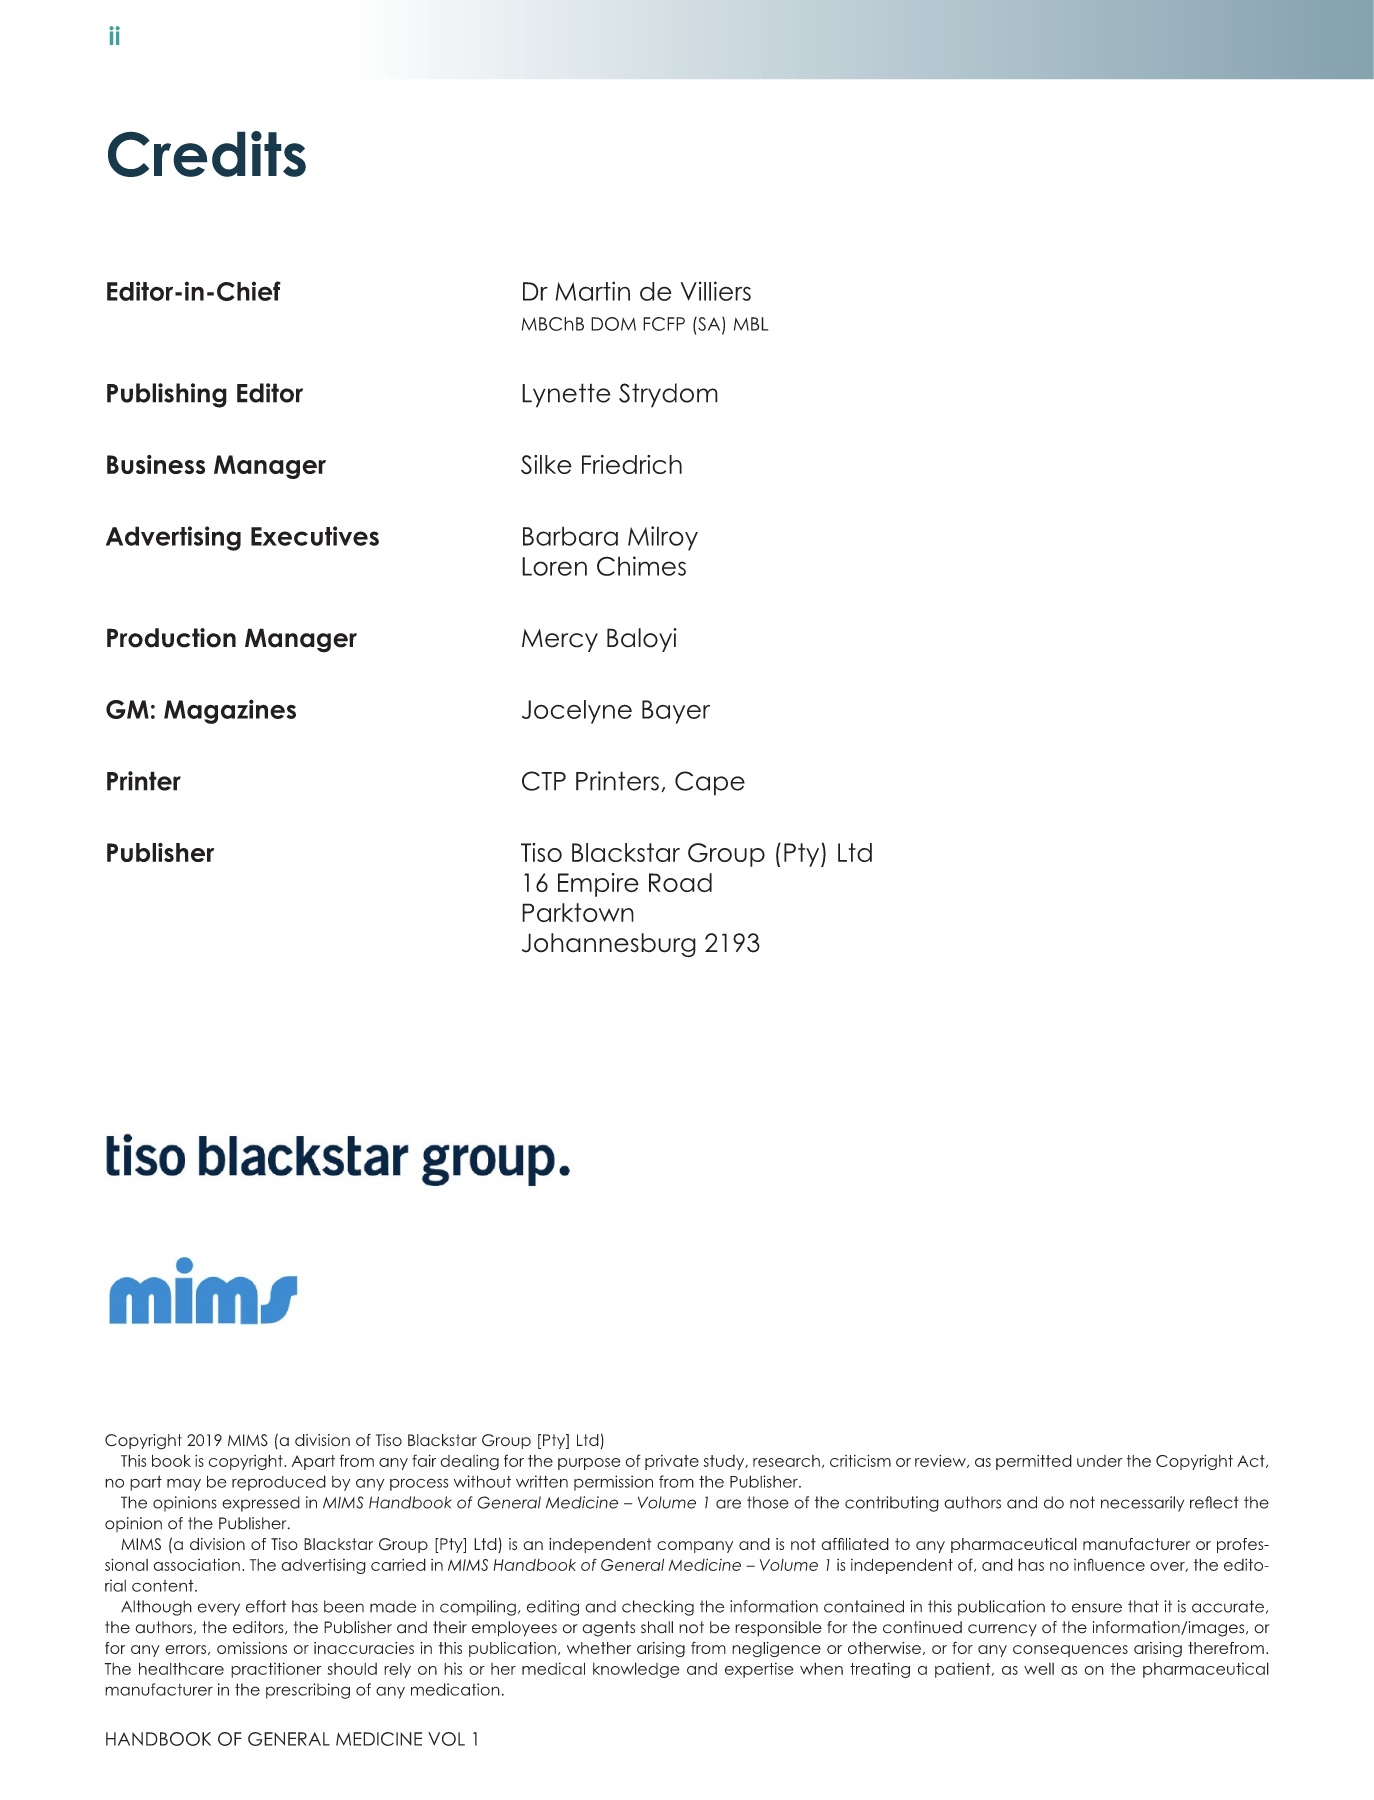 ii
Credits
Editor-in-Chief Dr Martin de Villiers
MBChB DOM FCFP (SA) MBL
Publishing Editor Lynette Strydom
Business Manager Silke Friedrich
Advertising Executives Barbara Milroy
Loren Chimes
Production Manager Mercy Baloyi
GM: Magazines Jocelyne Bayer
Printer CTP Printers, Cape
Publisher Tiso Blackstar Group (Pty) Ltd
16 Empire Road
Parktown
Johannesburg 2193
tiso blackstar group.
mims
Copyright 2019 MIMS (a division of Tiso Blackstar Group [Pty] Ltd)
This book is copyright. Apart from any fair dealing for the purpose of private study, research, criticism or review, as permitted under the Copyright Act,
no part may be reproduced by any process without written permission from the Publisher.
The opinions expressed in MIMS Handbook of General Medicine – Volume 1 are those of the contributing authors and do not necessarily reflect the
opinion of the Publisher.
MIMS (a division of Tiso Blackstar Group [Pty] Ltd) is an independent company and is not affiliated to any pharmaceutical manufacturer or profes-
sional association. The advertising carried in MIMS Handbook of General Medicine – Volume 1 is independent of, and has no influence over, the edito-
rial content.
Although every effort has been made in compiling, editing and checking the information contained in this publication to ensure that it is accurate,
the authors, the editors, the Publisher and their employees or agents shall not be responsible for the continued currency of the information/images, or
for any errors, omissions or inaccuracies in this publication, whether arising from negligence or otherwise, or for any consequences arising therefrom.
The healthcare practitioner should rely on his or her medical knowledge and expertise when treating a patient, as well as on the pharmaceutical
manufacturer in the prescribing of any medication.
HANDBOOK OF GENERAL MEDICINE VOL 1